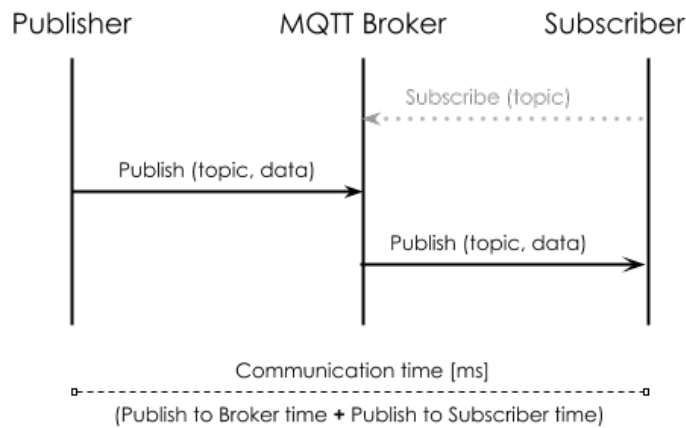 Publisher MQTT Broker Subscriber
Subscribe (topic)
Publish (topic, data)
Publish (topic, data)
Communication time [ms]
(Publish to Broker time + Publish to Subscriber time)